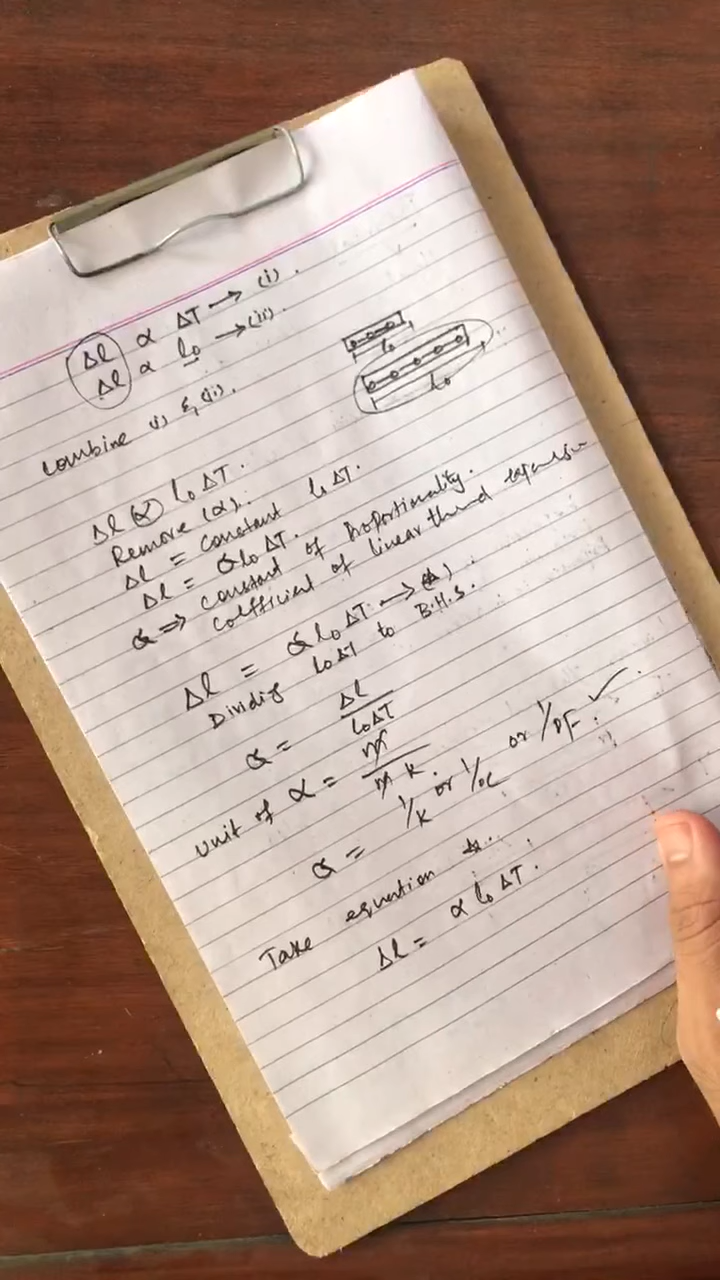 Δl α ΔT → (i).
Δl α l₀ → (ii).
l₀
l₀
combine (i) & (ii).
Δl (α) l₀ ΔT.
Remove (α).
Δl = constant l₀ ΔT.
Δl = α l₀ ΔT.
α ⇒ constant of proportionality.
coefficient of linear thermal expansion
Δl = α l₀ ΔT →
Dividing l₀ΔT to B.H.S.
α = Δl / l₀ΔT
unit of α = m / m k.
α = 1/K or 1/°C or 1/°F. ✓.
Take equation
Δl = α l₀ ΔT.